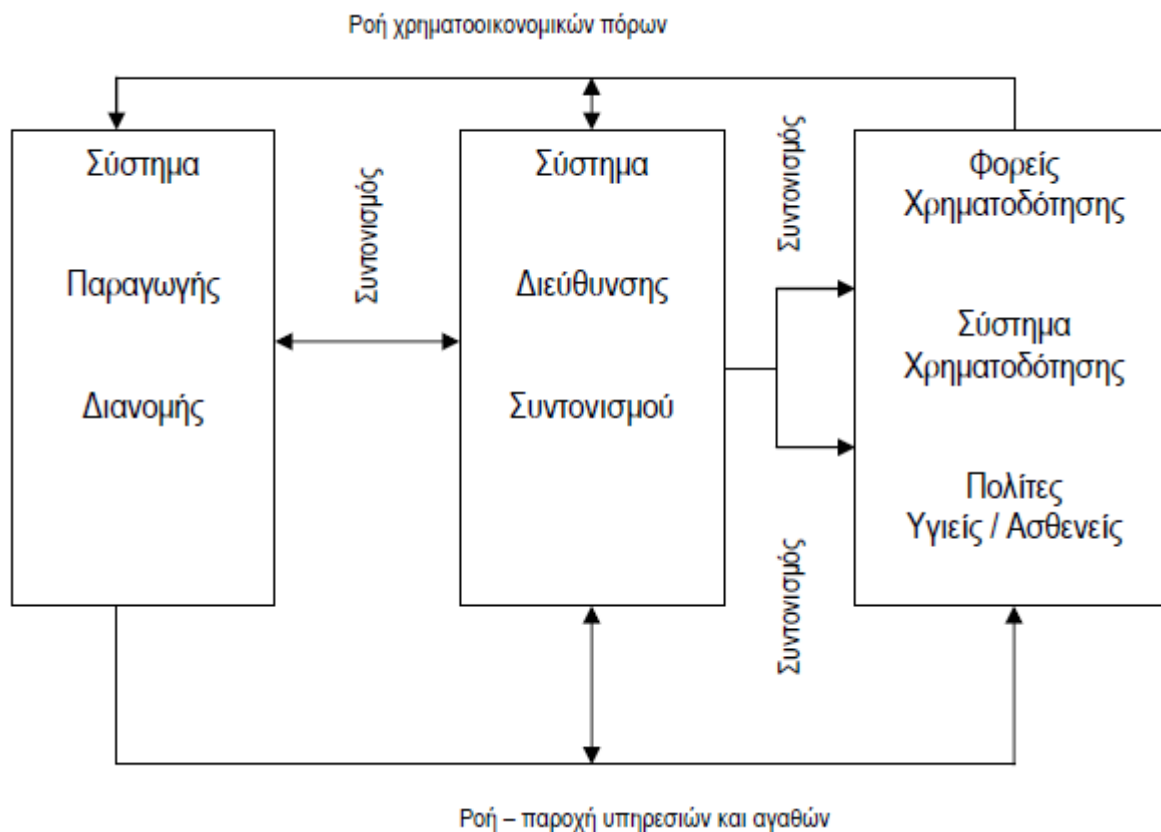 Ροή χρηματοοικονομικών πόρων
Σύστημα
Παραγωγής
Διανομής
Συντονισμός
Σύστημα
Διεύθυνσης
Συντονισμού
Συντονισμός
Συντονισμός
Φορείς
Χρηματοδότησης
Σύστημα
Χρηματοδότησης
Πολίτες
Υγιείς / Ασθενείς
Ροή – παροχή υπηρεσιών και αγαθών